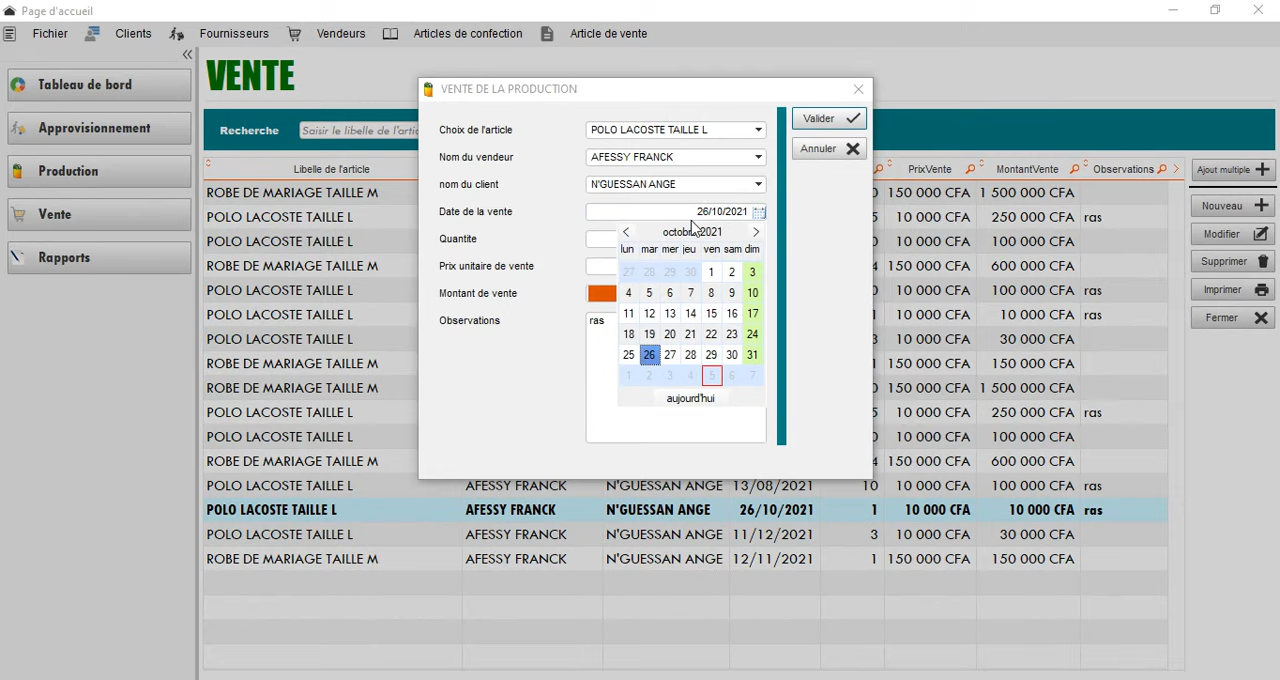 Page d'accueil
Fichier Clients Fournisseurs Vendeurs Articles de confection Article de vente
Tableau de bord
Approvisionnement
Production
Vente
Rapports
VENTE
Recherche Saisir le libelle de l'artic
Libelle de l'article PrixVente MontantVente Observations
ROBE DE MARIAGE TAILLE M 0 150 000 CFA 1 500 000 CFA
POLO LACOSTE TAILLE L 5 10 000 CFA 250 000 CFA ras
POLO LACOSTE TAILLE L 0 10 000 CFA 100 000 CFA
ROBE DE MARIAGE TAILLE M 4 150 000 CFA 600 000 CFA
POLO LACOSTE TAILLE L 0 10 000 CFA 100 000 CFA ras
POLO LACOSTE TAILLE L 1 10 000 CFA 10 000 CFA ras
POLO LACOSTE TAILLE L 3 10 000 CFA 30 000 CFA
ROBE DE MARIAGE TAILLE M 1 150 000 CFA 150 000 CFA
ROBE DE MARIAGE TAILLE M 0 150 000 CFA 1 500 000 CFA
POLO LACOSTE TAILLE L 5 10 000 CFA 250 000 CFA ras
POLO LACOSTE TAILLE L 0 10 000 CFA 100 000 CFA
ROBE DE MARIAGE TAILLE M 4 150 000 CFA 600 000 CFA
POLO LACOSTE TAILLE L AFESSY FRANCK N'GUESSAN ANGE 13/08/2021 10 10 000 CFA 100 000 CFA ras
POLO LACOSTE TAILLE L AFESSY FRANCK N'GUESSAN ANGE 26/10/2021 1 10 000 CFA 10 000 CFA ras
POLO LACOSTE TAILLE L AFESSY FRANCK N'GUESSAN ANGE 11/12/2021 3 10 000 CFA 30 000 CFA
ROBE DE MARIAGE TAILLE M AFESSY FRANCK N'GUESSAN ANGE 12/11/2021 1 150 000 CFA 150 000 CFA
VENTE DE LA PRODUCTION
Choix de l'article POLO LACOSTE TAILLE L
Nom du vendeur AFESSY FRANCK
nom du client N'GUESSAN ANGE
Date de la vente 26/10/2021
Quantite
Prix unitaire de vente
Montant de vente
Observations ras
2021
lun mar mer jeu ven sam dim
27 28 29 30 1 2 3
4 5 6 7 8 9 10
11 12 13 14 15 16 17
18 19 20 21 22 23 24
25 26 27 28 29 30 31
1 2 3 4 5 6 7
aujourd'hui
Valider
Annuler
Ajout multiple
Nouveau
Modifier
Supprimer
Imprimer
Fermer